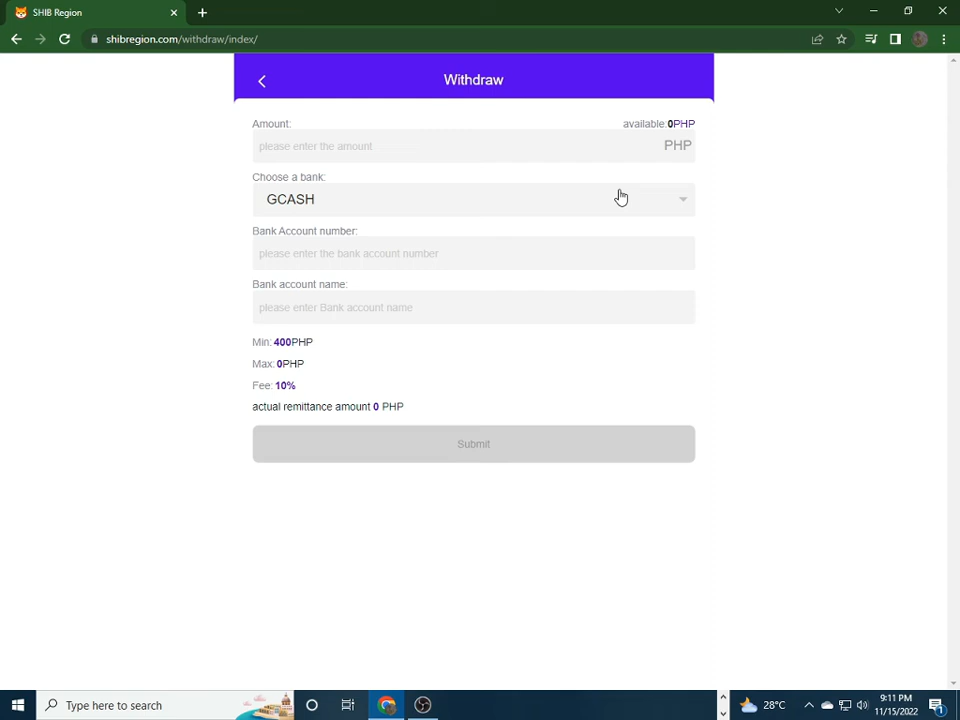 SHIB Region
shibregion.com/withdraw/index/
Withdraw
Amount:
available:0PHP
please enter the amount
PHP
Choose a bank:
GCASH
Bank Account number:
please enter the bank account number
Bank account name:
please enter Bank account name
Min: 400PHP
Max: 0PHP
Fee: 10%
actual remittance amount 0 PHP
Submit
Type here to search
28°C
9:11 PM
11/15/2022
1